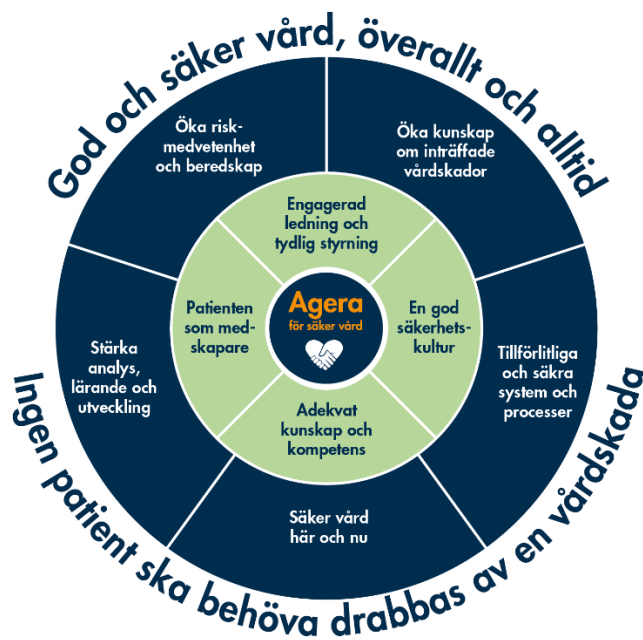 God och säker vård, överallt och alltid
Öka risk-
medvetenhet
och beredskap
Öka kunskap
om inträffade
vårdskador
Engagerad
ledning och
tydlig styrning
Patienten
som med-
skapare
Agera
för säker vård
En god
säkerhets-
kultur
Stärka
analys,
lärande och
utveckling
Tillförlitliga
och säkra
system och
processer
Adekvat
kunskap och
kompetens
Säker vård
här och nu
Ingen patient ska behöva drabbas av en vårdskada